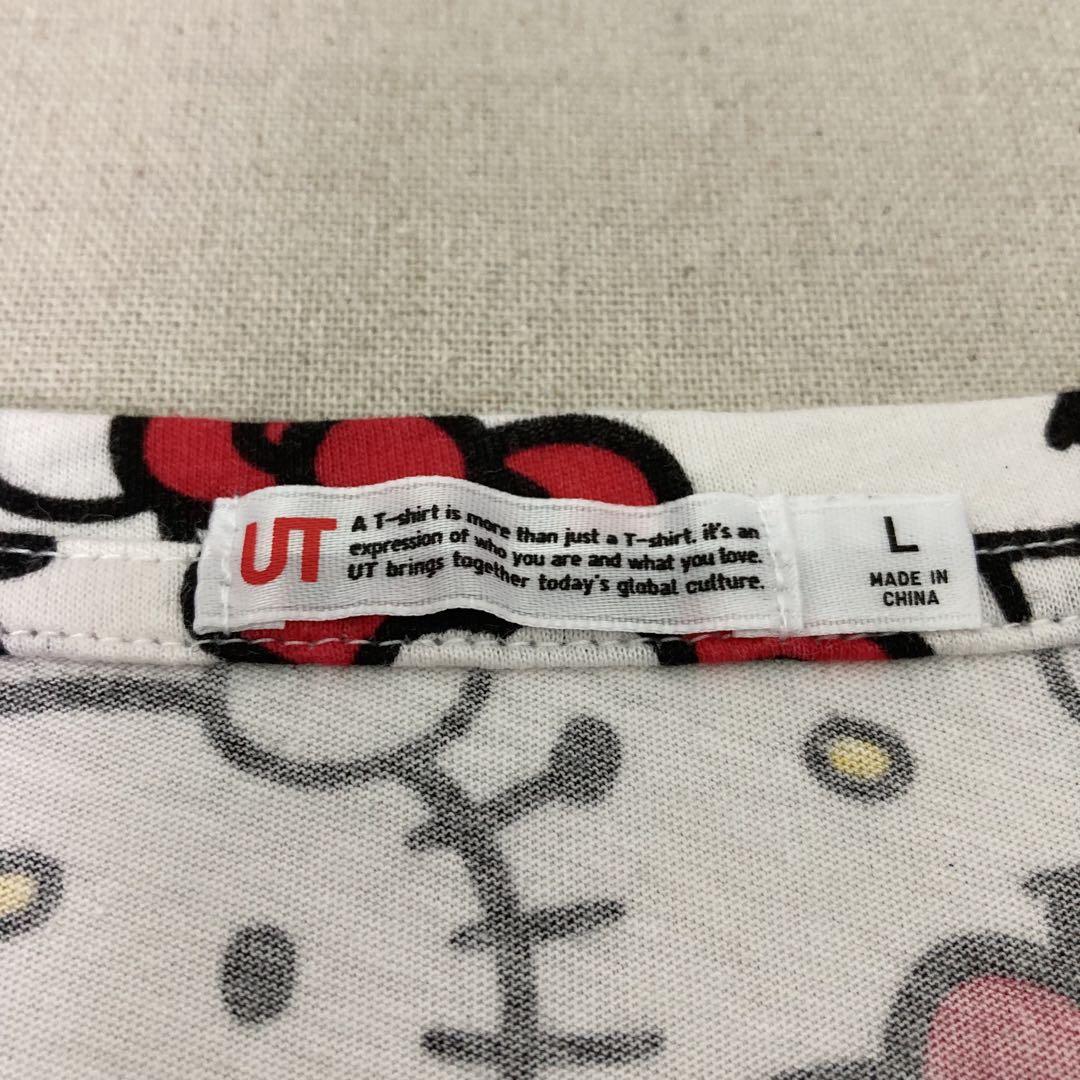 UT
A T-shirt is more than just a T-shirt. it's an
expression of who you are and what you love.
UT brings together today's global culture.
L
MADE IN
CHINA